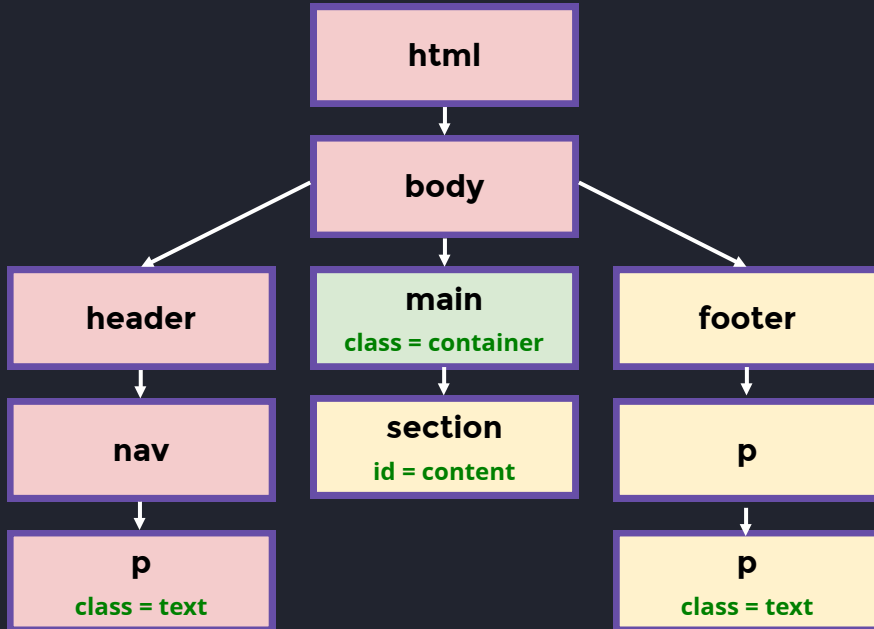 html
body
header
main
class = container
footer
nav
section
id = content
p
p
class = text
p
class = text